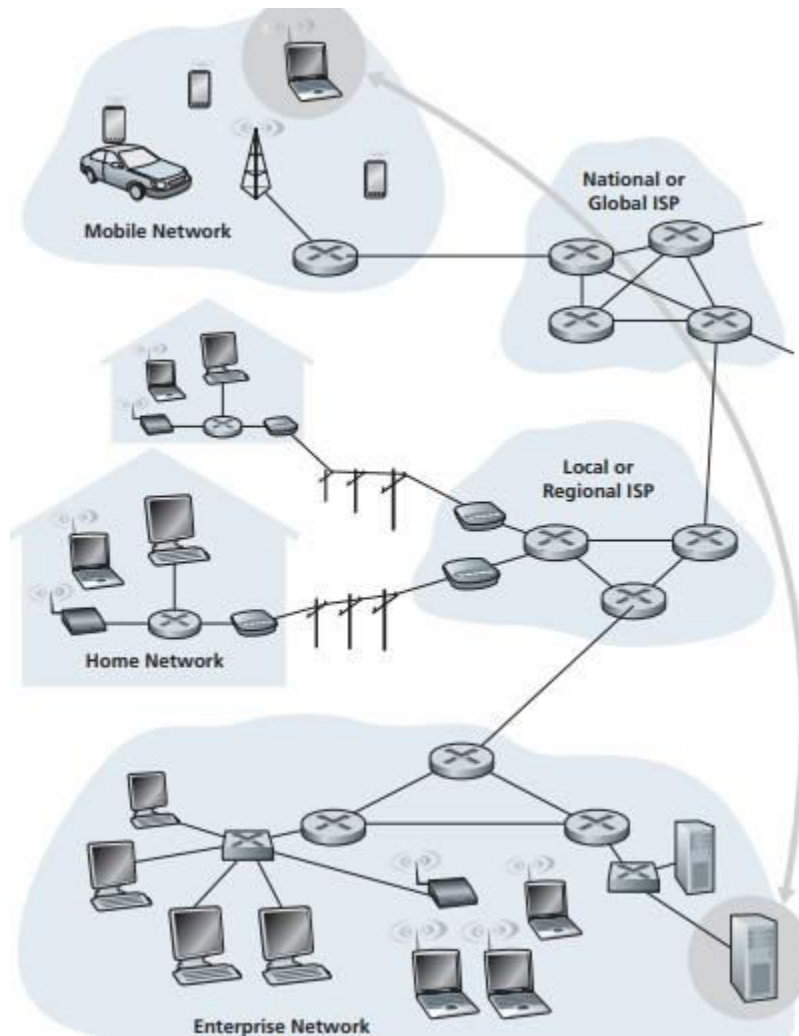 National or
Global ISP
Mobile Network
Local or
Regional ISP
Home Network
Enterprise Network